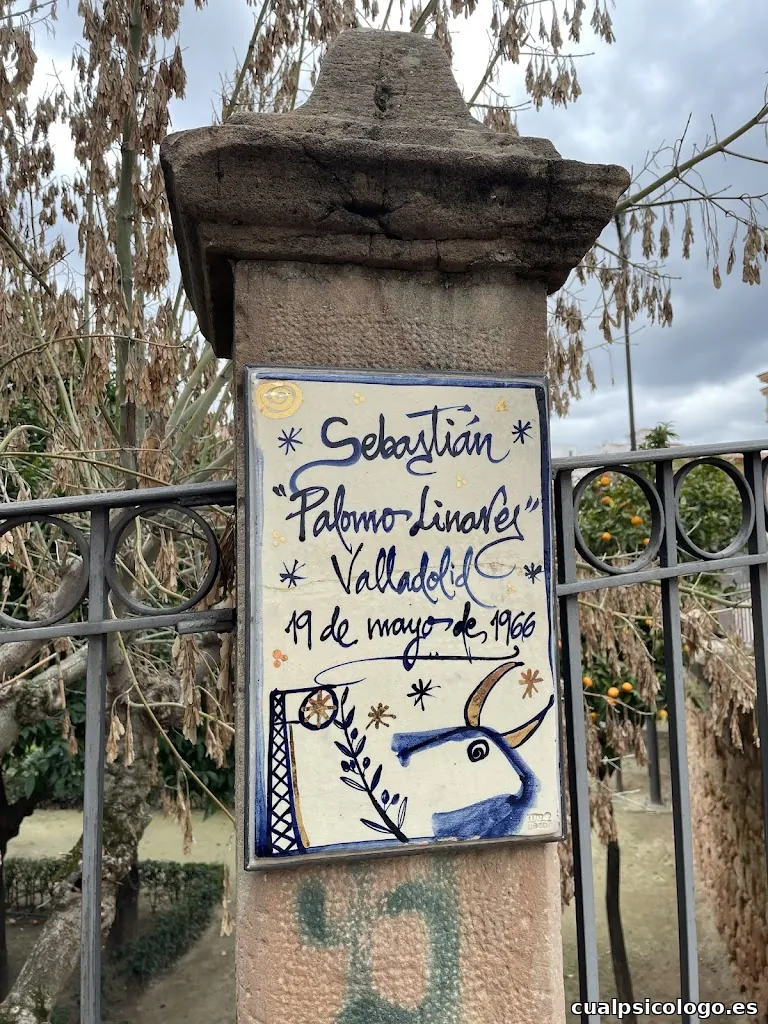 Sebastián
"Palomo Linares"
Valladolid
19 de mayo de 1966
cualpsicologo.es